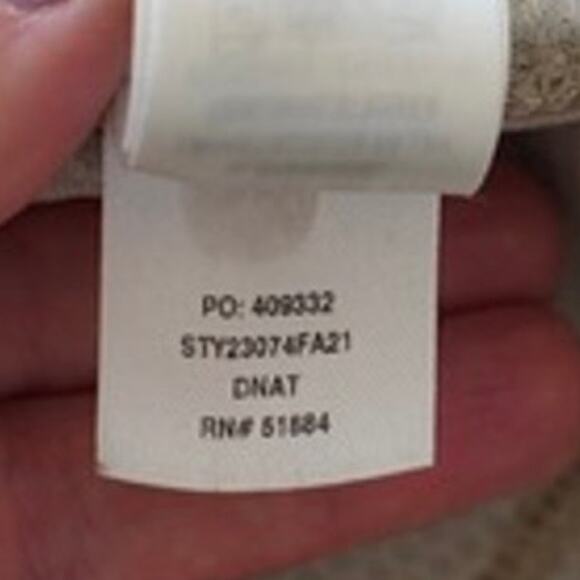 PO: 409332
STY23074FA21
DNAT
RN# 51884